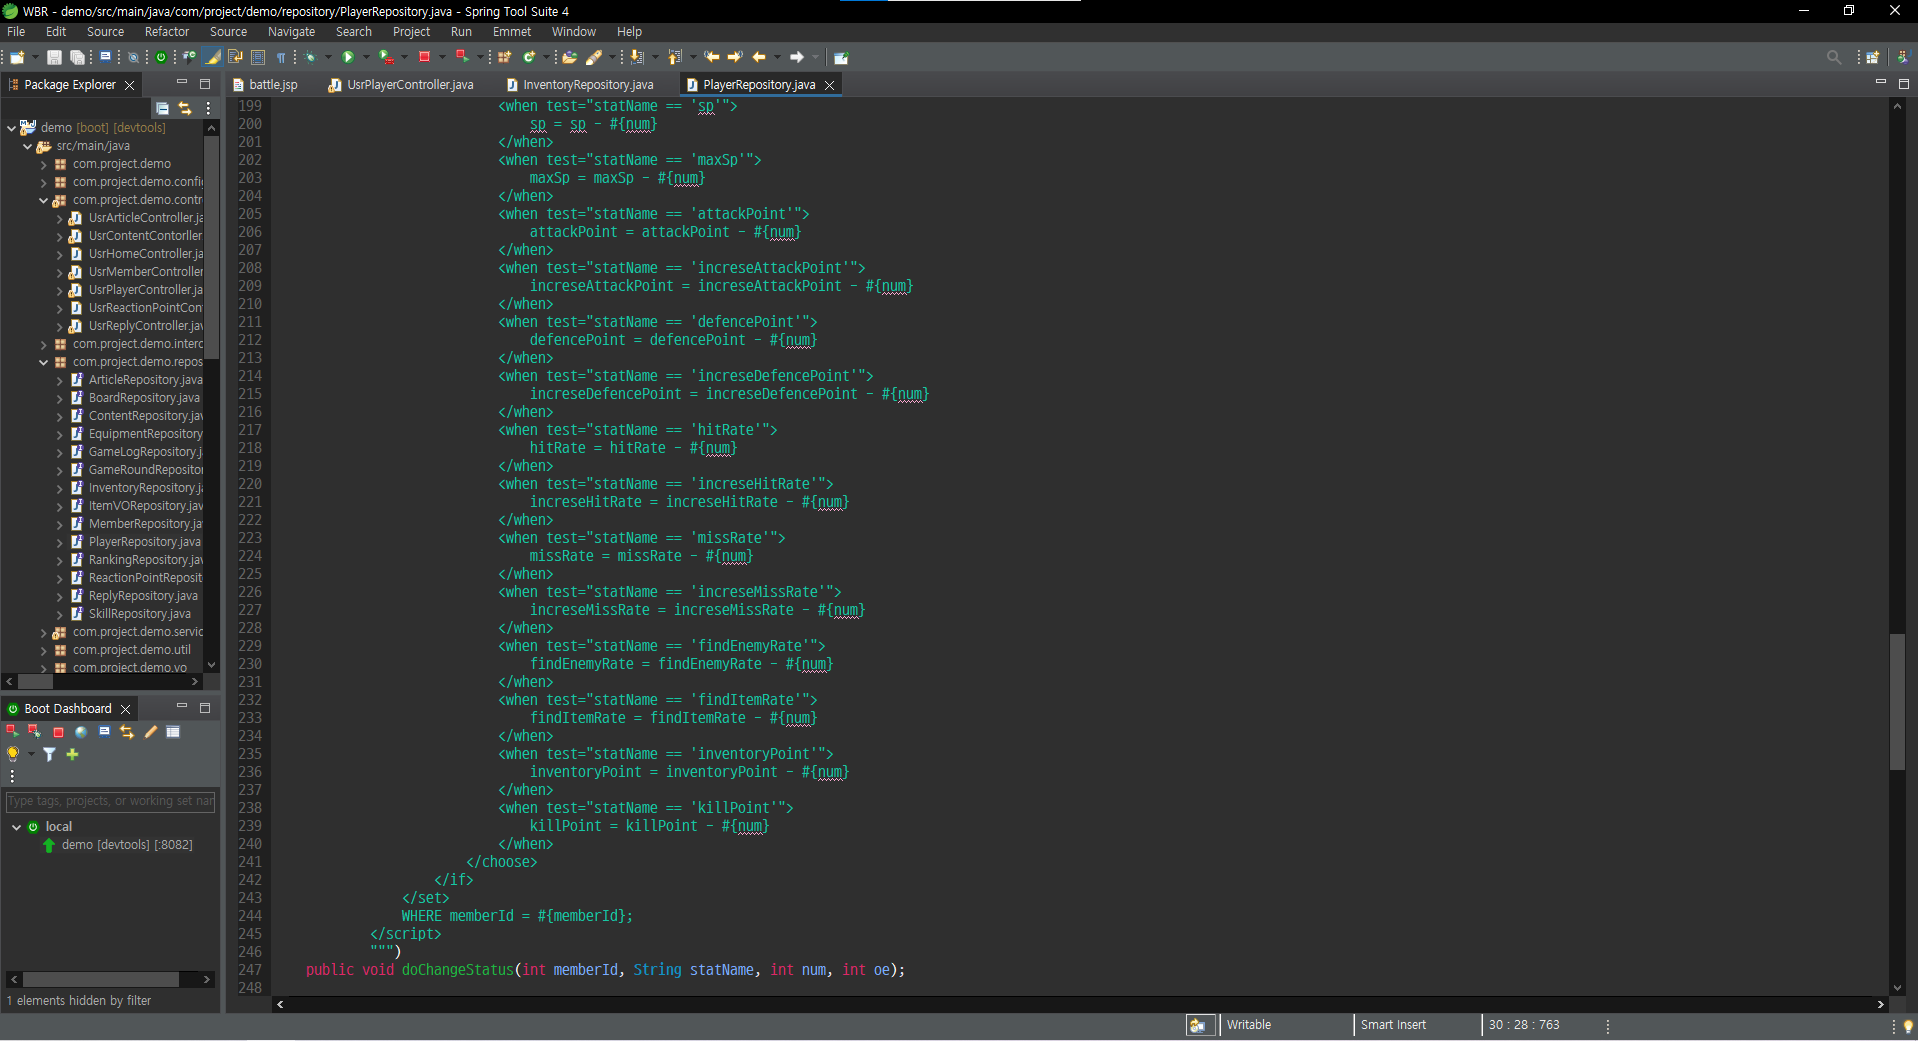 WBR - demo/src/main/java/com/project/demo/repository/PlayerRepository.java - Spring Tool Suite 4
File Edit Source Refactor Source Navigate Search Project Run Emmet Window Help
Package Explorer
battle.jsp UsrPlayerController.java InventoryRepository.java PlayerRepository.java
demo [boot] [devtools]
src/main/java
com.project.demo
com.project.demo.confi
com.project.demo.contr
UsrArticleController.ja
UsrContentContorller
UsrHomeController.ja
UsrMemberController
UsrPlayerController.ja
UsrReactionPointCon
UsrReplyController.jav
com.project.demo.interc
com.project.demo.repos
ArticleRepository.java
BoardRepository.java
ContentRepository.jav
EquipmentRepository
GameLogRepository.j
GameRoundRepositor
InventoryRepository.ja
ItemVORepository.jav
MemberRepository.ja
PlayerRepository.java
RankingRepository.jav
ReactionPointReposit
ReplyRepository.java
SkillRepository.java
com.project.demo.servic
com.project.demo.util
com.project.demo.vo
Boot Dashboard
Type tags, projects, or working set nar
local
demo [devtools] [:8082]
1 elements hidden by filter
199 <when test="statName == 'sp'">
200 sp = sp - #{num}
201 </when>
202 <when test="statName == 'maxSp'">
203 maxSp = maxSp - #{num}
204 </when>
205 <when test="statName == 'attackPoint'">
206 attackPoint = attackPoint - #{num}
207 </when>
208 <when test="statName == 'increseAttackPoint'">
209 increseAttackPoint = increseAttackPoint - #{num}
210 </when>
211 <when test="statName == 'defencePoint'">
212 defencePoint = defencePoint - #{num}
213 </when>
214 <when test="statName == 'increseDefencePoint'">
215 increseDefencePoint = increseDefencePoint - #{num}
216 </when>
217 <when test="statName == 'hitRate'">
218 hitRate = hitRate - #{num}
219 </when>
220 <when test="statName == 'increseHitRate'">
221 increseHitRate = increseHitRate - #{num}
222 </when>
223 <when test="statName == 'missRate'">
224 missRate = missRate - #{num}
225 </when>
226 <when test="statName == 'increseMissRate'">
227 increseMissRate = increseMissRate - #{num}
228 </when>
229 <when test="statName == 'findEnemyRate'">
230 findEnemyRate = findEnemyRate - #{num}
231 </when>
232 <when test="statName == 'findItemRate'">
233 findItemRate = findItemRate - #{num}
234 </when>
235 <when test="statName == 'inventoryPoint'">
236 inventoryPoint = inventoryPoint - #{num}
237 </when>
238 <when test="statName == 'killPoint'">
239 killPoint = killPoint - #{num}
240 </when>
241 </choose>
242 </if>
243 </set>
244 WHERE memberId = #{memberId};
245 </script>
246 """)
247 public void doChangeStatus(int memberId, String statName, int num, int oe);
248
Writable Smart Insert 30 : 28 : 763